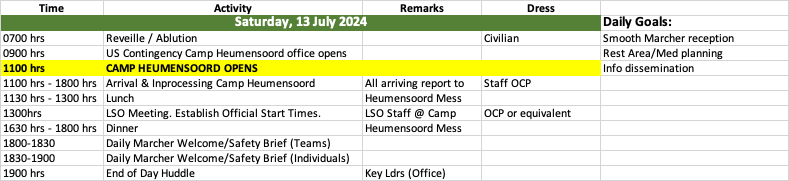 Time Activity Remarks Dress
Saturday, 13 July 2024 Daily Goals:
0700 hrs Reveille / Ablution Civilian Smooth Marcher reception
0900 hrs US Contingency Camp Heumensoord office opens Rest Area/Med planning
1100 hrs CAMP HEUMENSOORD OPENS Info dissemination
1100 hrs - 1800 hrs Arrival & Inprocessing Camp Heumensoord All arriving report to Staff OCP
1130 hrs - 1300 hrs Lunch Heumensoord Mess
1300hrs LSO Meeting. Establish Official Start Times. LSO Staff @ Camp OCP or equivalent
1630 hrs - 1800 hrs Dinner Heumensoord Mess
1800-1830 Daily Marcher Welcome/Safety Brief (Teams)
1830-1900 Daily Marcher Welcome/Safety Brief (Individuals)
1900 hrs End of Day Huddle Key Ldrs (Office)